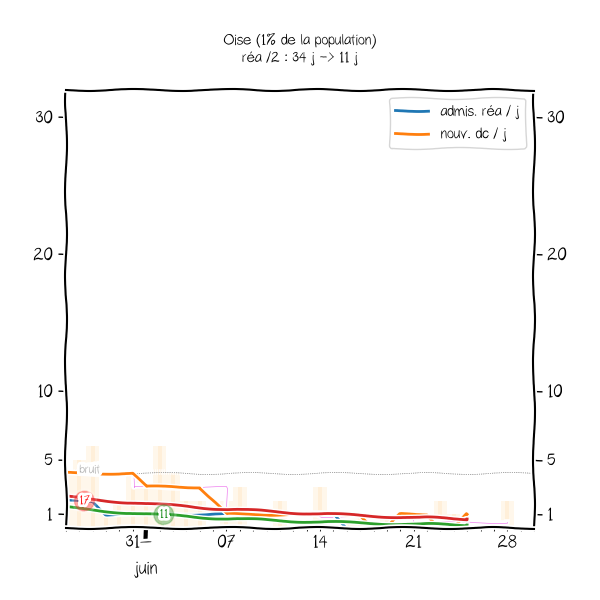 Oise (1% de la population)
réa /2 : 34 j -> 11 j
admis. réa / j
nouv. dc / j
30
30
20
20
10
10
5
5
bruit
17
11
1
1
31
07
14
21
28
juin